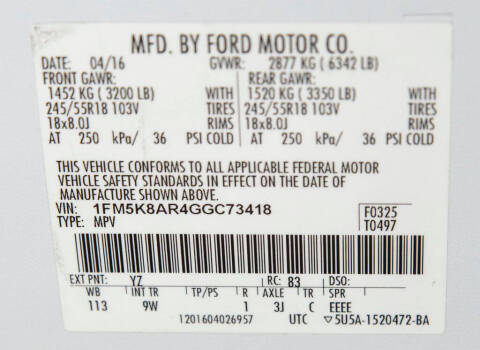 MFD. BY FORD MOTOR CO.
DATE: 04/16 GVWR: 2877 KG ( 6342 LB)
FRONT GAWR: REAR GAWR:
1452 KG ( 3200 LB) WITH 1520 KG ( 3350 LB) WITH
245/55R18 103V TIRES 245/55R18 103V TIRES
18x8.0J RIMS 18x8.0J RIMS
AT 250 kPa/ 36 PSI COLD AT 250 kPa/ 36 PSI COLD
THIS VEHICLE CONFORMS TO ALL APPLICABLE FEDERAL MOTOR
VEHICLE SAFETY STANDARDS IN EFFECT ON THE DATE OF
MANUFACTURE SHOWN ABOVE.
VIN: 1FM5K8AR4GGC73418 F0325
TYPE: MPV T0497
EXT PNT: YZ RC: 83 DSO:
WB INT TR TP/PS R AXLE TR SPR
113 9W 1 3J C EEEE
1201604026957 UTC ▽5U5A-1520472-BA